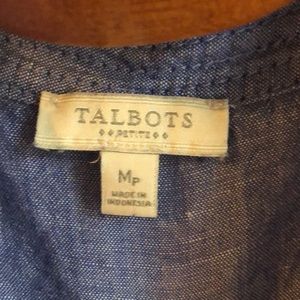 TALBOTS
PETITE
MP
MADE IN
INDONESIA